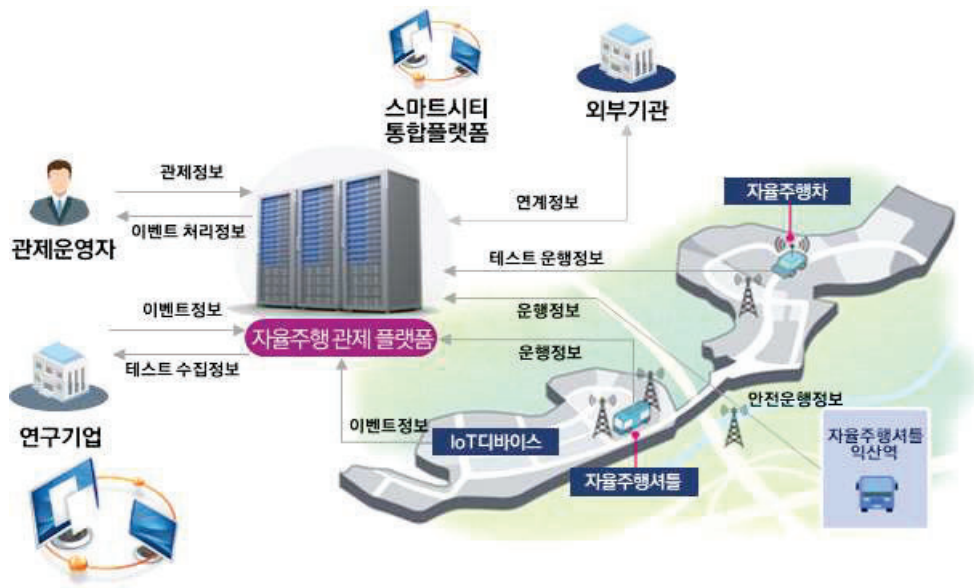 스마트시티
통합플랫폼
외부기관
관제정보
자율주행차
이벤트 처리정보
연계정보
관제운영자
테스트 운행정보
이벤트정보
운행정보
자율주행 관제 플랫폼
운행정보
테스트 수집정보
안전운행정보
연구기업
이벤트정보
IoT디바이스
자율주행셔틀
익산역
자율주행셔틀